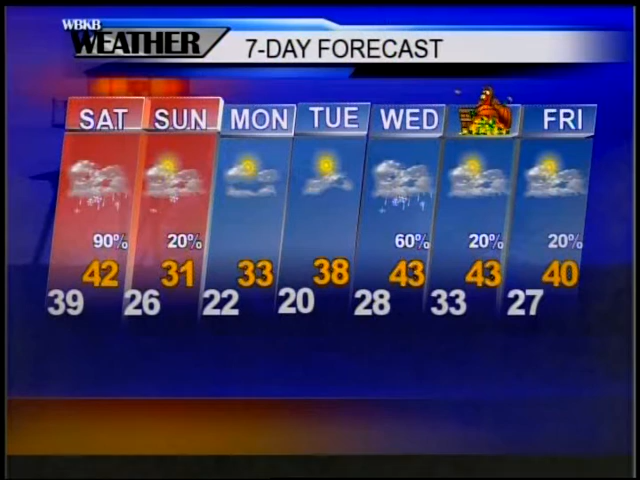 WBKB
WEATHER
7-DAY FORECAST
SAT SUN MON TUE WED FRI
90% 20% 60% 20% 20%
42 31 33 38 43 43 40
39 26 22 20 28 33 27